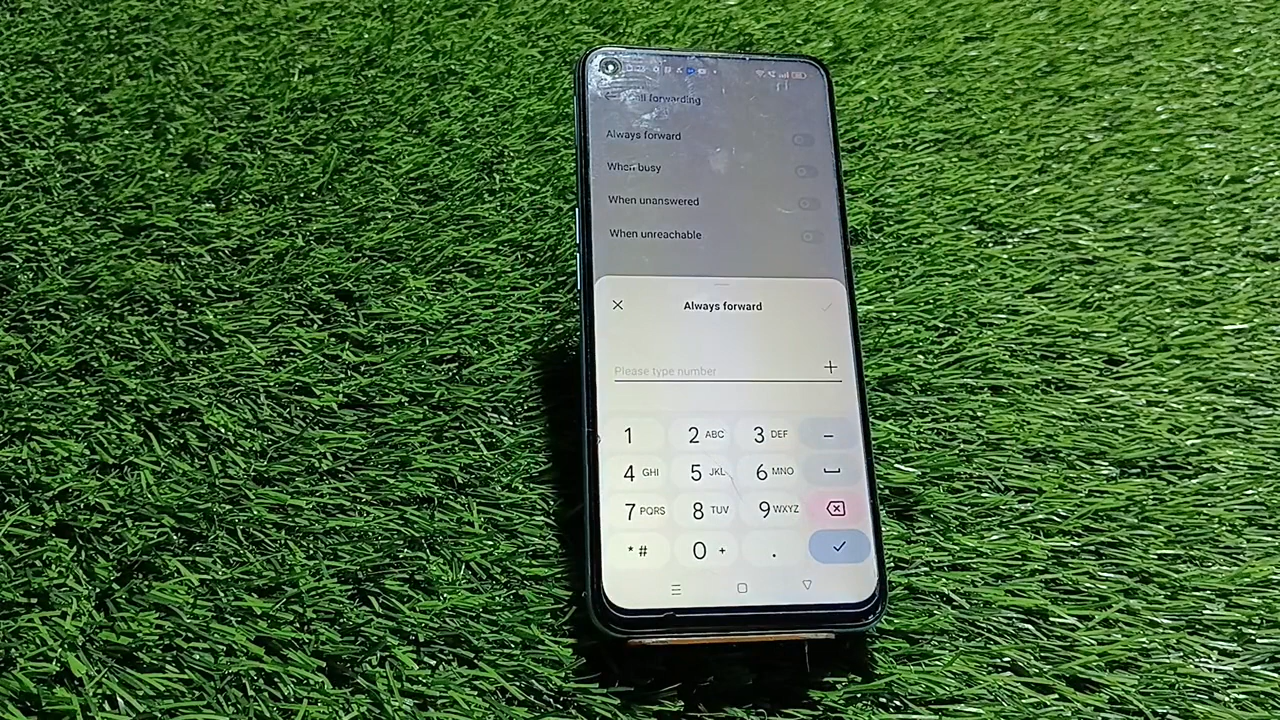 forwarding
Always forward
When busy
When unanswered
When unreachable
Always forward
Please type number
1 2 ABC 3 DEF -
4 GHI 5 JKL 6 MNO
7 PQRS 8 TUV 9 WXYZ
* # 0 + .